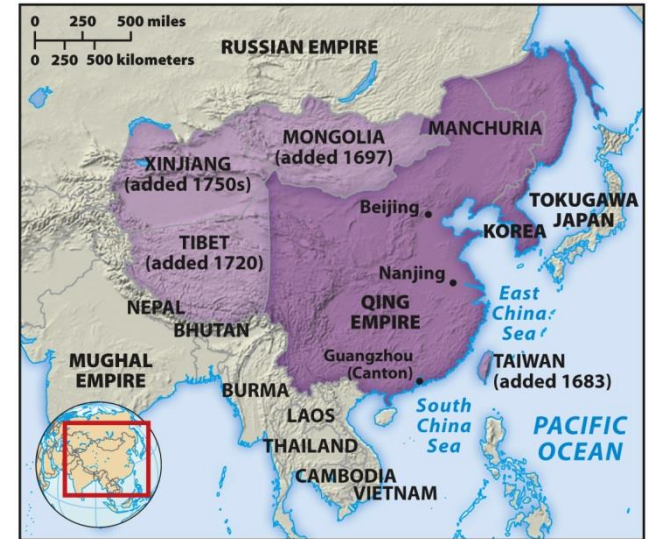 0 250 500 miles
0 250 500 kilometers
RUSSIAN EMPIRE
MONGOLIA
(added 1697)
MANCHURIA
XINJIANG
(added 1750s)
Beijing
TOKUGAWA
JAPAN
KOREA
TIBET
(added 1720)
Nanjing
East
China
Sea
NEPAL
BHUTAN
QING
EMPIRE
MUGHAL
EMPIRE
Guangzhou
(Canton)
TAIWAN
(added 1683)
BURMA
LAOS
South
China
Sea
PACIFIC
OCEAN
THAILAND
CAMBODIA
VIETNAM